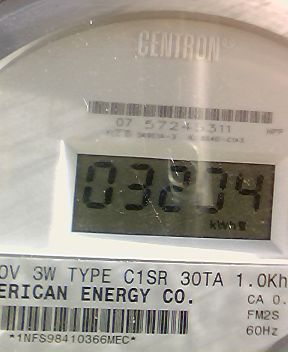 CENTRON®
07 57245311
03204
kWh
0V 3W TYPE C1SR 30TA 1.0Kh
ERICAN ENERGY CO.
CA 0.
FM2S
60Hz
*1NFS98410366MEC*